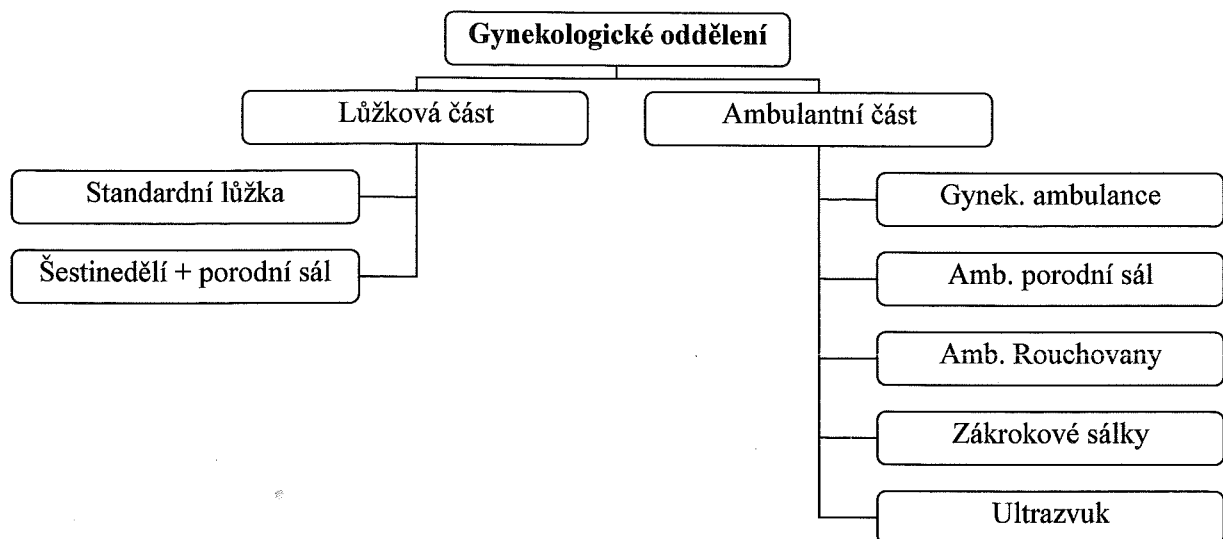 Gynekologické oddělení
Lůžková část
Ambulantní část
Standardní lůžka
Šestinedělí + porodní sál
Gynek. ambulance
Amb. porodní sál
Amb. Rouchovany
Zákrokové sálky
Ultrazvuk